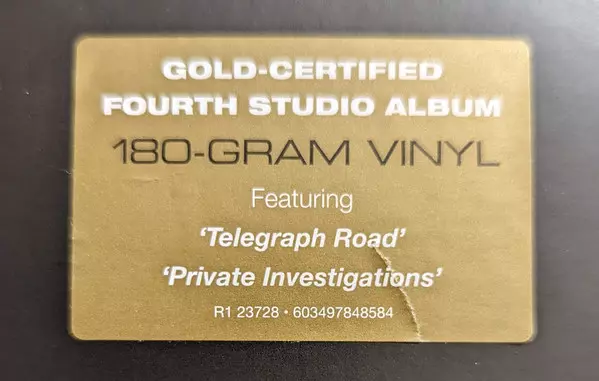 GOLD-CERTIFIED
FOURTH STUDIO ALBUM
180-GRAM VINYL
Featuring
‘Telegraph Road’
‘Private Investigations’
R1 23728 • 603497848584